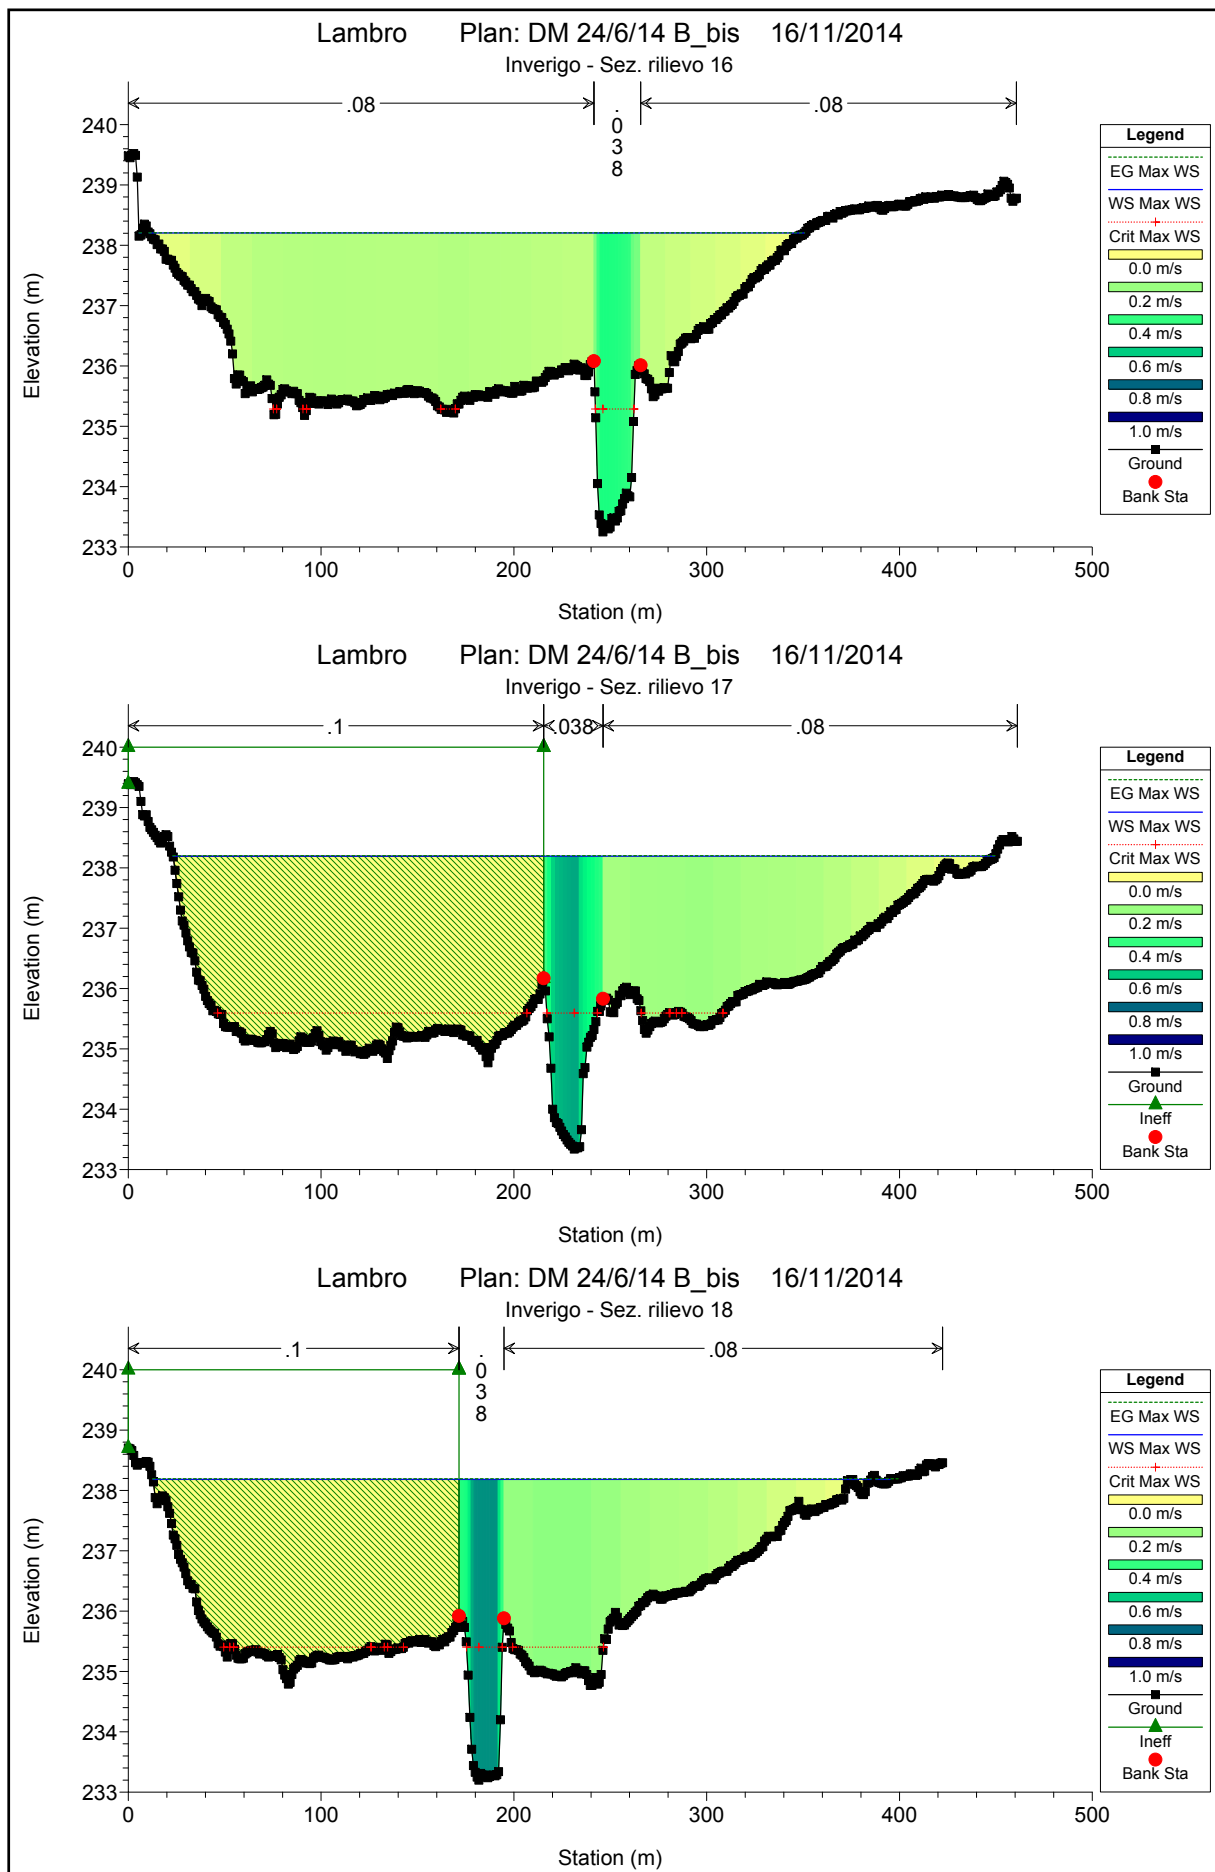 Lambro Plan: DM 24/6/14 B_bis 16/11/2014
Inverigo - Sez. rilievo 16
.08 .038 .08
240
239
238
237
236
235
234
233
Elevation (m)
0 100 200 300 400 500
Station (m)
Legend
EG Max WS
WS Max WS
Crit Max WS
0.0 m/s
0.2 m/s
0.4 m/s
0.6 m/s
0.8 m/s
1.0 m/s
Ground
Bank Sta
Lambro Plan: DM 24/6/14 B_bis 16/11/2014
Inverigo - Sez. rilievo 17
.1 .038 .08
240
239
238
237
236
235
234
233
Elevation (m)
0 100 200 300 400 500
Station (m)
Legend
EG Max WS
WS Max WS
Crit Max WS
0.0 m/s
0.2 m/s
0.4 m/s
0.6 m/s
0.8 m/s
1.0 m/s
Ground
Ineff
Bank Sta
Lambro Plan: DM 24/6/14 B_bis 16/11/2014
Inverigo - Sez. rilievo 18
.1 .038 .08
240
239
238
237
236
235
234
233
Elevation (m)
0 100 200 300 400 500
Station (m)
Legend
EG Max WS
WS Max WS
Crit Max WS
0.0 m/s
0.2 m/s
0.4 m/s
0.6 m/s
0.8 m/s
1.0 m/s
Ground
Ineff
Bank Sta